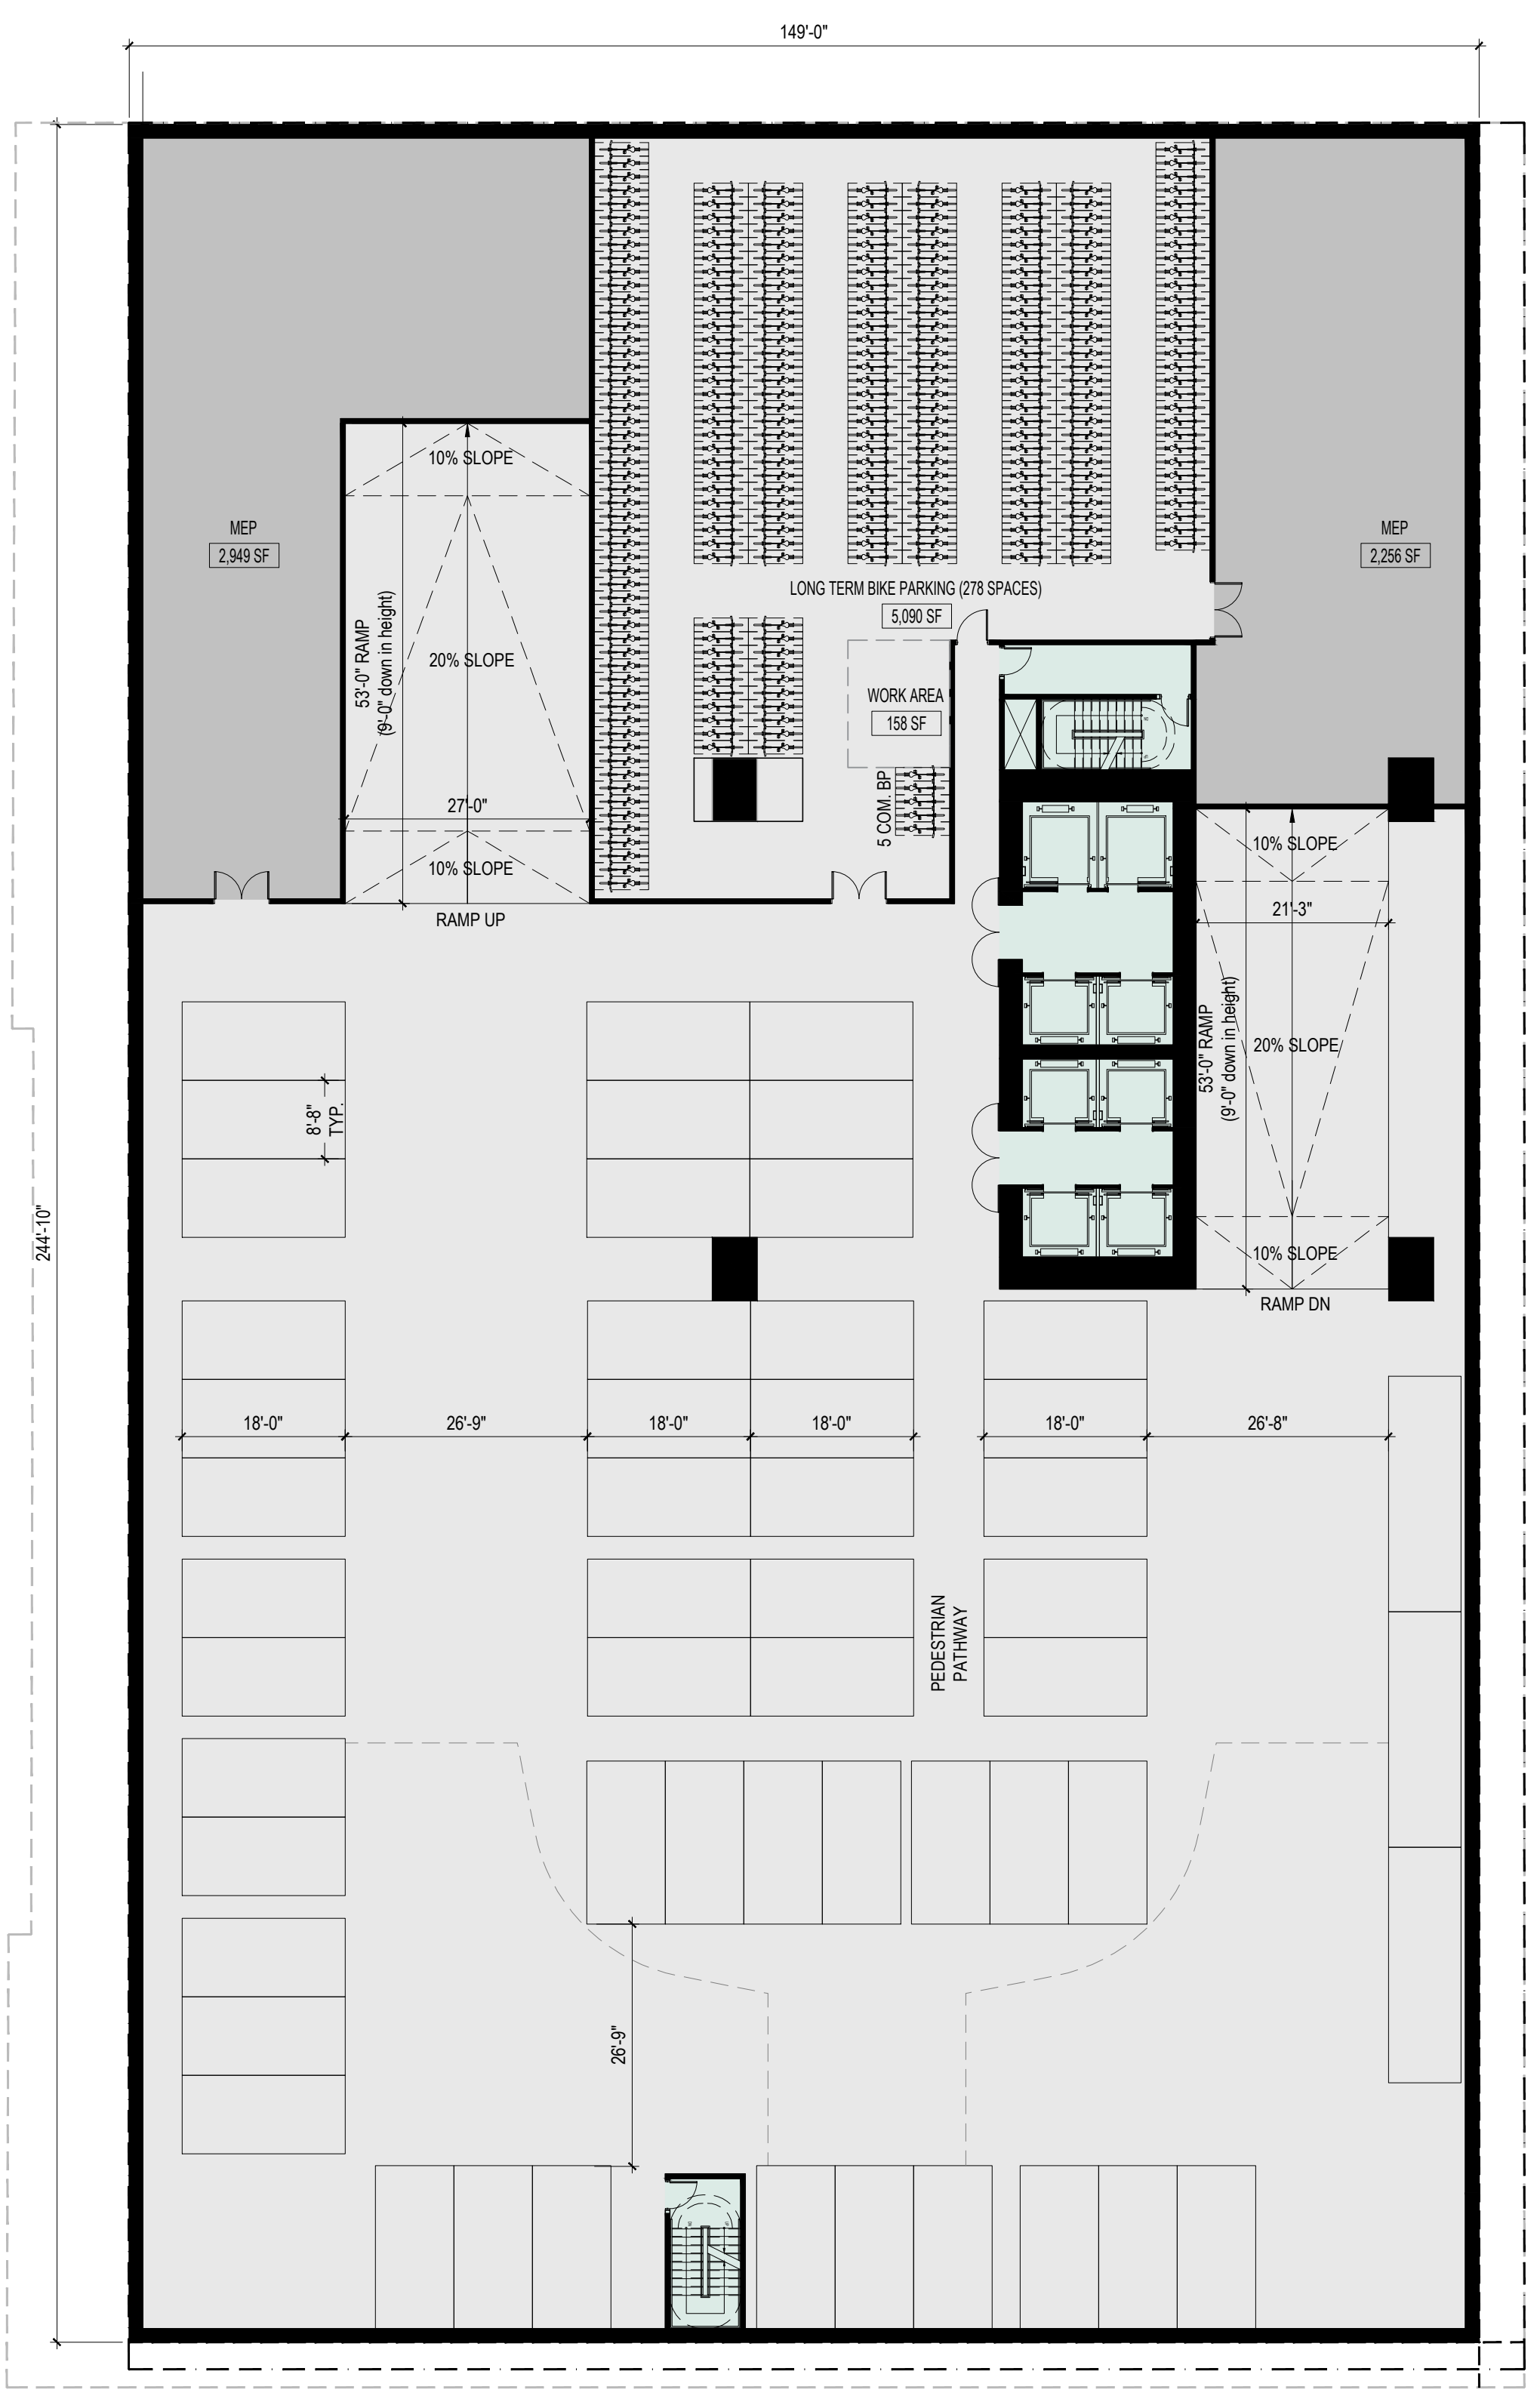 149'-0"
10% SLOPE
MEP
2,949 SF
MEP
2,256 SF
LONG TERM BIKE PARKING (278 SPACES)
5,090 SF
53'-0" RAMP
(9'-0" down in height)
20% SLOPE
WORK AREA
158 SF
27'-0"
5 COM. BP
10% SLOPE
10% SLOPE
RAMP UP
21'-3"
53'-0" RAMP
(9'-0" down in height)
20% SLOPE
8'-8"
TYP.
244'-10"
10% SLOPE
RAMP DN
18'-0"
26'-9"
18'-0"
18'-0"
18'-0"
26'-8"
PEDESTRIAN
PATHWAY
26'-9"